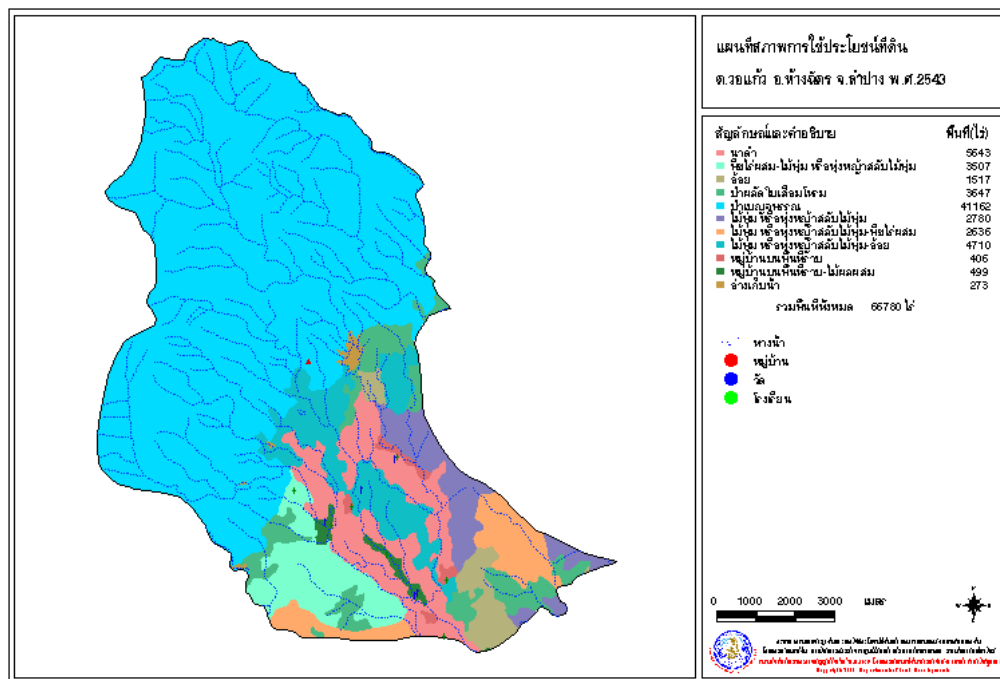 แผนที่สภาพการใช้ประโยชน์ที่ดิน
ต.วอแก้ว อ.ห้างฉัตร จ.ลำปาง พ.ศ.2543
สัญลักษณ์และคำอธิบาย พื้นที่(ไร่)
นาดำ 5643
พืชไร่ผสม-ไม้พุ่ม หรือทุ่งหญ้าสลับไม้พุ่ม 3507
อ้อย 1517
ป่าผลัดใบเสื่อมโทรม 3647
ป่าเบญจพรรณ 41162
ไม้พุ่ม หรือทุ่งหญ้าสลับไม้พุ่ม 2780
ไม้พุ่ม หรือทุ่งหญ้าสลับไม้พุ่ม-พืชไร่ผสม 2636
ไม้พุ่ม หรือทุ่งหญ้าสลับไม้พุ่ม-อ้อย 4710
หมู่บ้านบนพื้นที่ราบ 406
หมู่บ้านบนพื้นที่ราบ-ไม้ผลผสม 499
อ่างเก็บน้ำ 273
รวมพื้นที่ทั้งหมด 66780 ไร่
ทางน้ำ
หมู่บ้าน
วัด
โรงเรียน
0 1000 2000 3000 เมตร